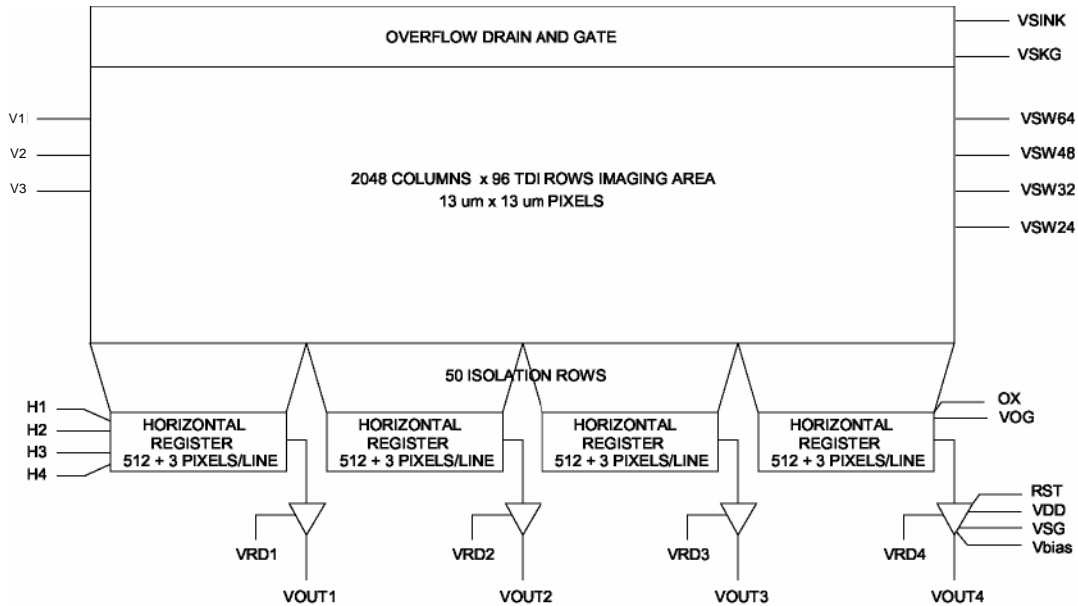 OVERFLOW DRAIN AND GATE
VSINK
VSKG
V1
V2
V3
VSW64
VSW48
VSW32
VSW24
2048 COLUMNS x 96 TDI ROWS IMAGING AREA
13 um x 13 um PIXELS
50 ISOLATION ROWS
H1
H2
H3
H4
HORIZONTAL
REGISTER
512 + 3 PIXELS/LINE
HORIZONTAL
REGISTER
512 + 3 PIXELS/LINE
HORIZONTAL
REGISTER
512 + 3 PIXELS/LINE
HORIZONTAL
REGISTER
512 + 3 PIXELS/LINE
OX
VOG
RST
VDD
VSG
Vbias
VRD1
VRD2
VRD3
VRD4
VOUT1
VOUT2
VOUT3
VOUT4